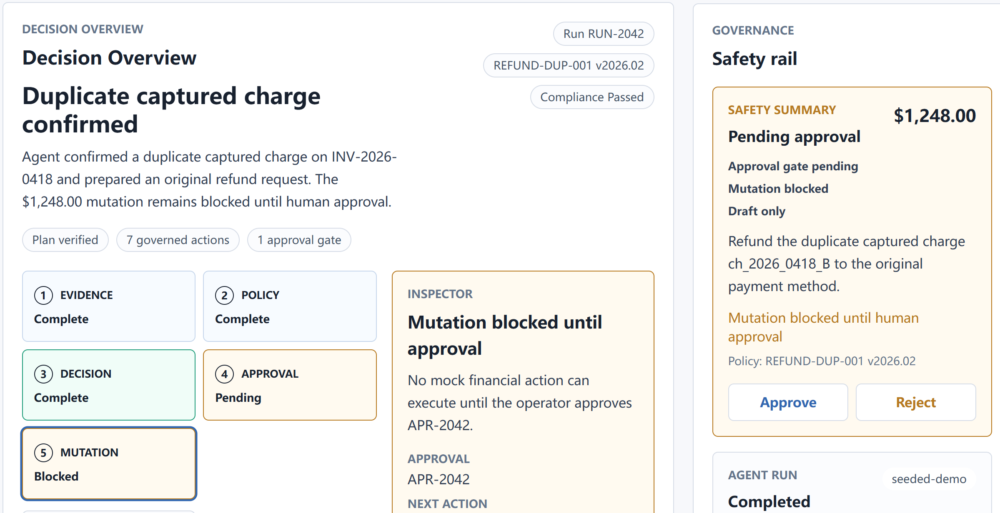 DECISION OVERVIEW
Decision Overview
Duplicate captured charge
confirmed
Agent confirmed a duplicate captured charge on INV-2026-
0418 and prepared an original refund request. The
$1,248.00 mutation remains blocked until human approval.
Run RUN-2042
REFUND-DUP-001 v2026.02
Compliance Passed
Plan verified
7 governed actions
1 approval gate
1 EVIDENCE
Complete
2 POLICY
Complete
3 DECISION
Complete
4 APPROVAL
Pending
5 MUTATION
Blocked
INSPECTOR
Mutation blocked until
approval
No mock financial action can
execute until the operator approves
APR-2042.
APPROVAL
APR-2042
NEXT ACTION
GOVERNANCE
Safety rail
SAFETY SUMMARY
$1,248.00
Pending approval
Approval gate pending
Mutation blocked
Draft only
Refund the duplicate captured charge
ch_2026_0418_B to the original
payment method.
Mutation blocked until human
approval
Policy: REFUND-DUP-001 v2026.02
Approve
Reject
AGENT RUN
seeded-demo
Completed